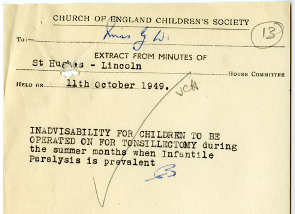 CHURCH OF ENGLAND CHILDREN'S SOCIETY
13
To:
EXTRACT FROM MINUTES OF
St Hughes - Lincoln
HOUSE COMMITTEE
HELD ON 11th October 1949.
INADVISABILITY FOR CHILDREN TO BE
OPERATED ON FOR TONSILLECTOMY during
the summer months when Infantile
Paralysis is prevalent